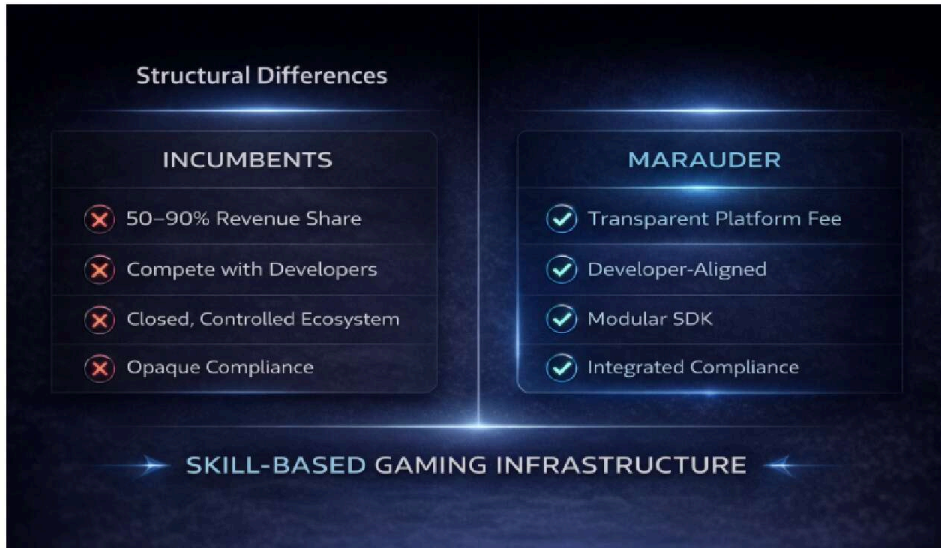 Structural Differences
INCUMBENTS
50–90% Revenue Share
Compete with Developers
Closed, Controlled Ecosystem
Opaque Compliance
MARAUDER
Transparent Platform Fee
Developer-Aligned
Modular SDK
Integrated Compliance
SKILL-BASED GAMING INFRASTRUCTURE